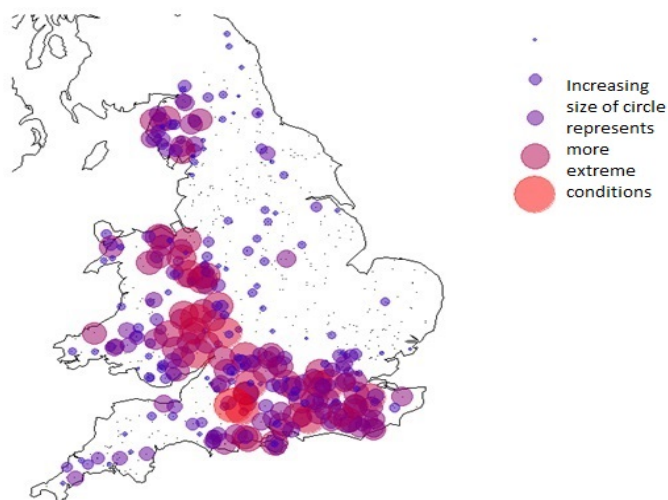 Increasing
size of circle
represents
more
extreme
conditions